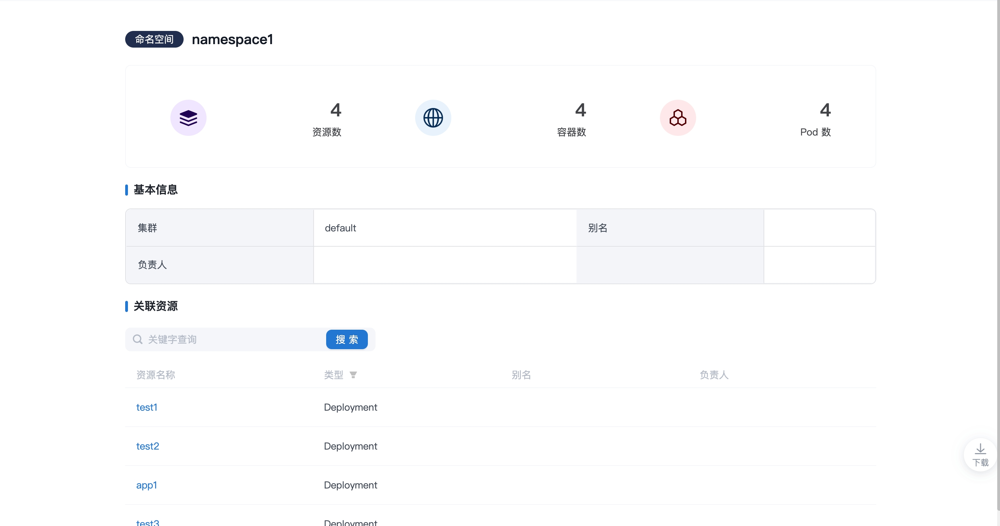 命名空间 namespace1
4 4 4
资源数 容器数 Pod 数
基本信息
集群 default 别名
负责人
关联资源
关键字查询 搜 索
资源名称 类型 别名 负责人
test1 Deployment
test2 Deployment
下载
app1 Deployment
test3 Deployment